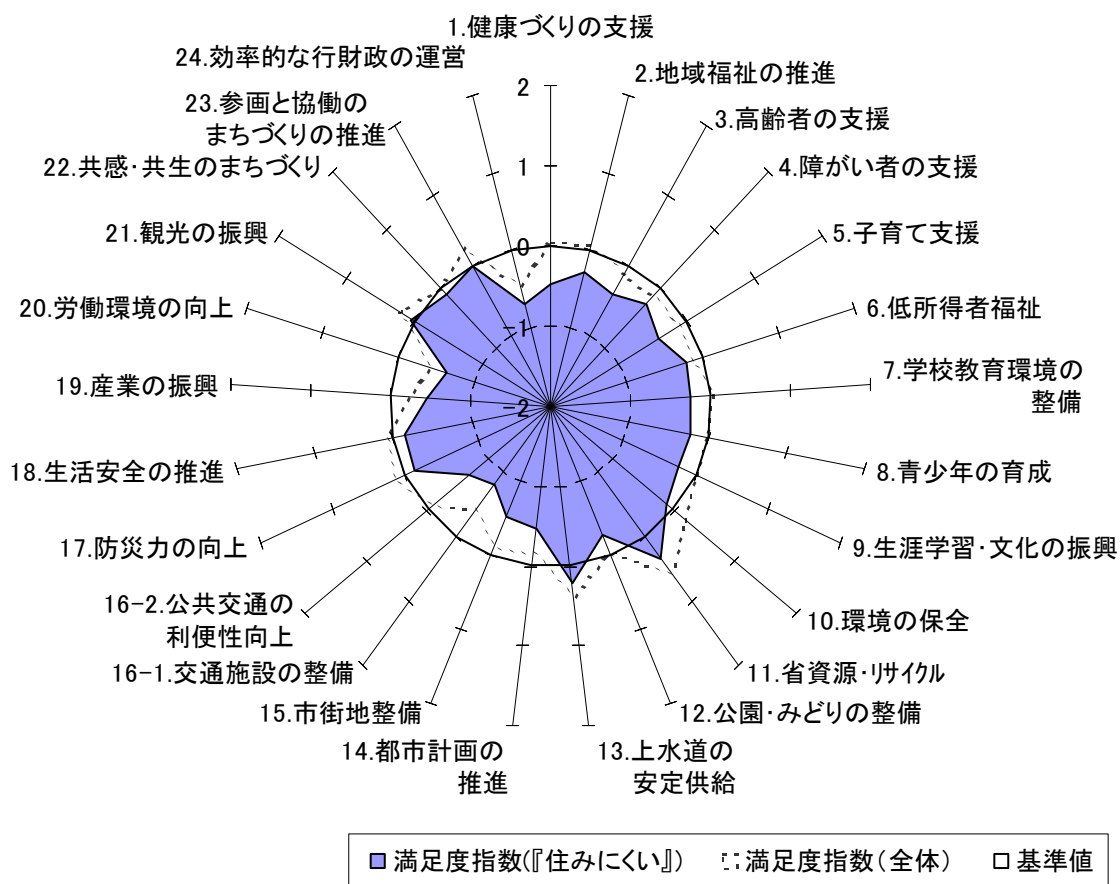 1.健康づくりの支援
2.地域福祉の推進
3.高齢者の支援
4.障がい者の支援
5.子育て支援
6.低所得者福祉
7.学校教育環境の
整備
8.青少年の育成
9.生涯学習・文化の振興
10.環境の保全
11.省資源・リサイクル
12.公園・みどりの整備
13.上水道の
安定供給
14.都市計画の
推進
15.市街地整備
16-1.交通施設の整備
16-2.公共交通の
利便性向上
17.防災力の向上
18.生活安全の推進
19.産業の振興
20.労働環境の向上
21.観光の振興
22.共感・共生のまちづくり
23.参画と協働の
まちづくりの推進
24.効率的な行財政の運営
2
1
0
-1
-2
満足度指数(『住みにくい』)
満足度指数(全体)
基準値